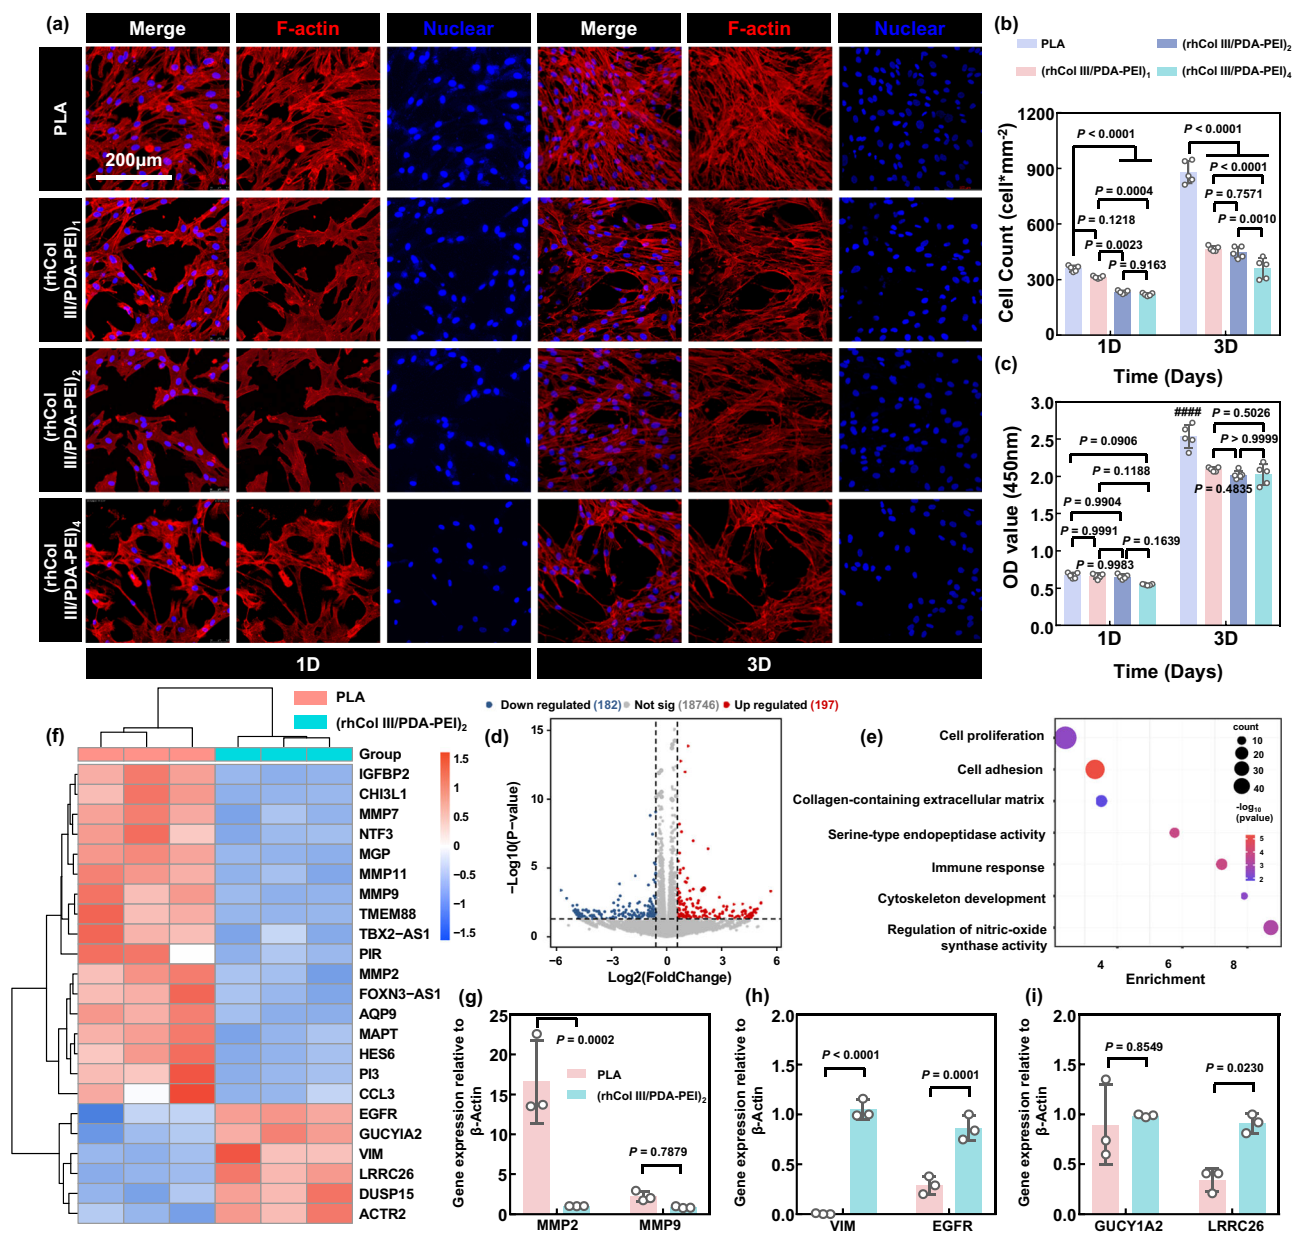 (a)
Merge
F-actin
Nuclear
Merge
F-actin
Nuclear
PLA
200μm
(rhCol
III/PDA-PEI)1
(rhCol
III/PDA-PEI)2
(rhCol
III/PDA-PEI)4
1D
3D
(b)
PLA
(rhCol III/PDA-PEI)2
(rhCol III/PDA-PEI)1
(rhCol III/PDA-PEI)4
Cell Count (cell*mm-2)
1200
900
600
300
0
P < 0.0001
P < 0.0001
P < 0.0001
P = 0.0004
P = 0.7571
P = 0.1218
P = 0.0010
P = 0.0023
P = 0.9163
1D
3D
Time (Days)
(c)
OD value (450nm)
3.0
2.5
2.0
1.5
1.0
0.5
0.0
####
P = 0.5026
P = 0.0906
P > 0.9999
P = 0.1188
P = 0.4835
P = 0.9904
P = 0.9991
P = 0.1639
P = 0.9983
1D
3D
Time (Days)
(f)
PLA
(rhCol III/PDA-PEI)2
Group
IGFBP2
CHI3L1
MMP7
NTF3
MGP
MMP11
MMP9
TMEM88
TBX2−AS1
PIR
MMP2
FOXN3−AS1
AQP9
MAPT
HES6
PI3
CCL3
EGFR
GUCYIA2
VIM
LRRC26
DUSP15
ACTR2
1.5
1
0.5
0
−0.5
−1
−1.5
(d)
Down regulated (182)
Not sig (18746)
Up regulated (197)
−Log10(P−value)
15
10
5
0
−6
−3
0
3
6
Log2(FoldChange)
(e)
Cell proliferation
Cell adhesion
Collagen-containing extracellular matrix
Serine-type endopeptidase activity
Immune response
Cytoskeleton development
Regulation of nitric-oxide
synthase activity
count
10
20
30
40
-log10
(pvalue)
5
4
3
2
4
6
8
Enrichment
(g)
Gene expression relative to
β-Actin
25
20
15
10
5
0
P = 0.0002
PLA
(rhCol III/PDA-PEI)2
P = 0.7879
MMP2
MMP9
(h)
Gene expression relative to
β-Actin
2.0
1.5
1.0
0.5
0.0
P < 0.0001
P = 0.0001
VIM
EGFR
(i)
Gene expression relative to
β-Actin
2.0
1.5
1.0
0.5
0.0
P = 0.8549
P = 0.0230
GUCY1A2
LRRC26